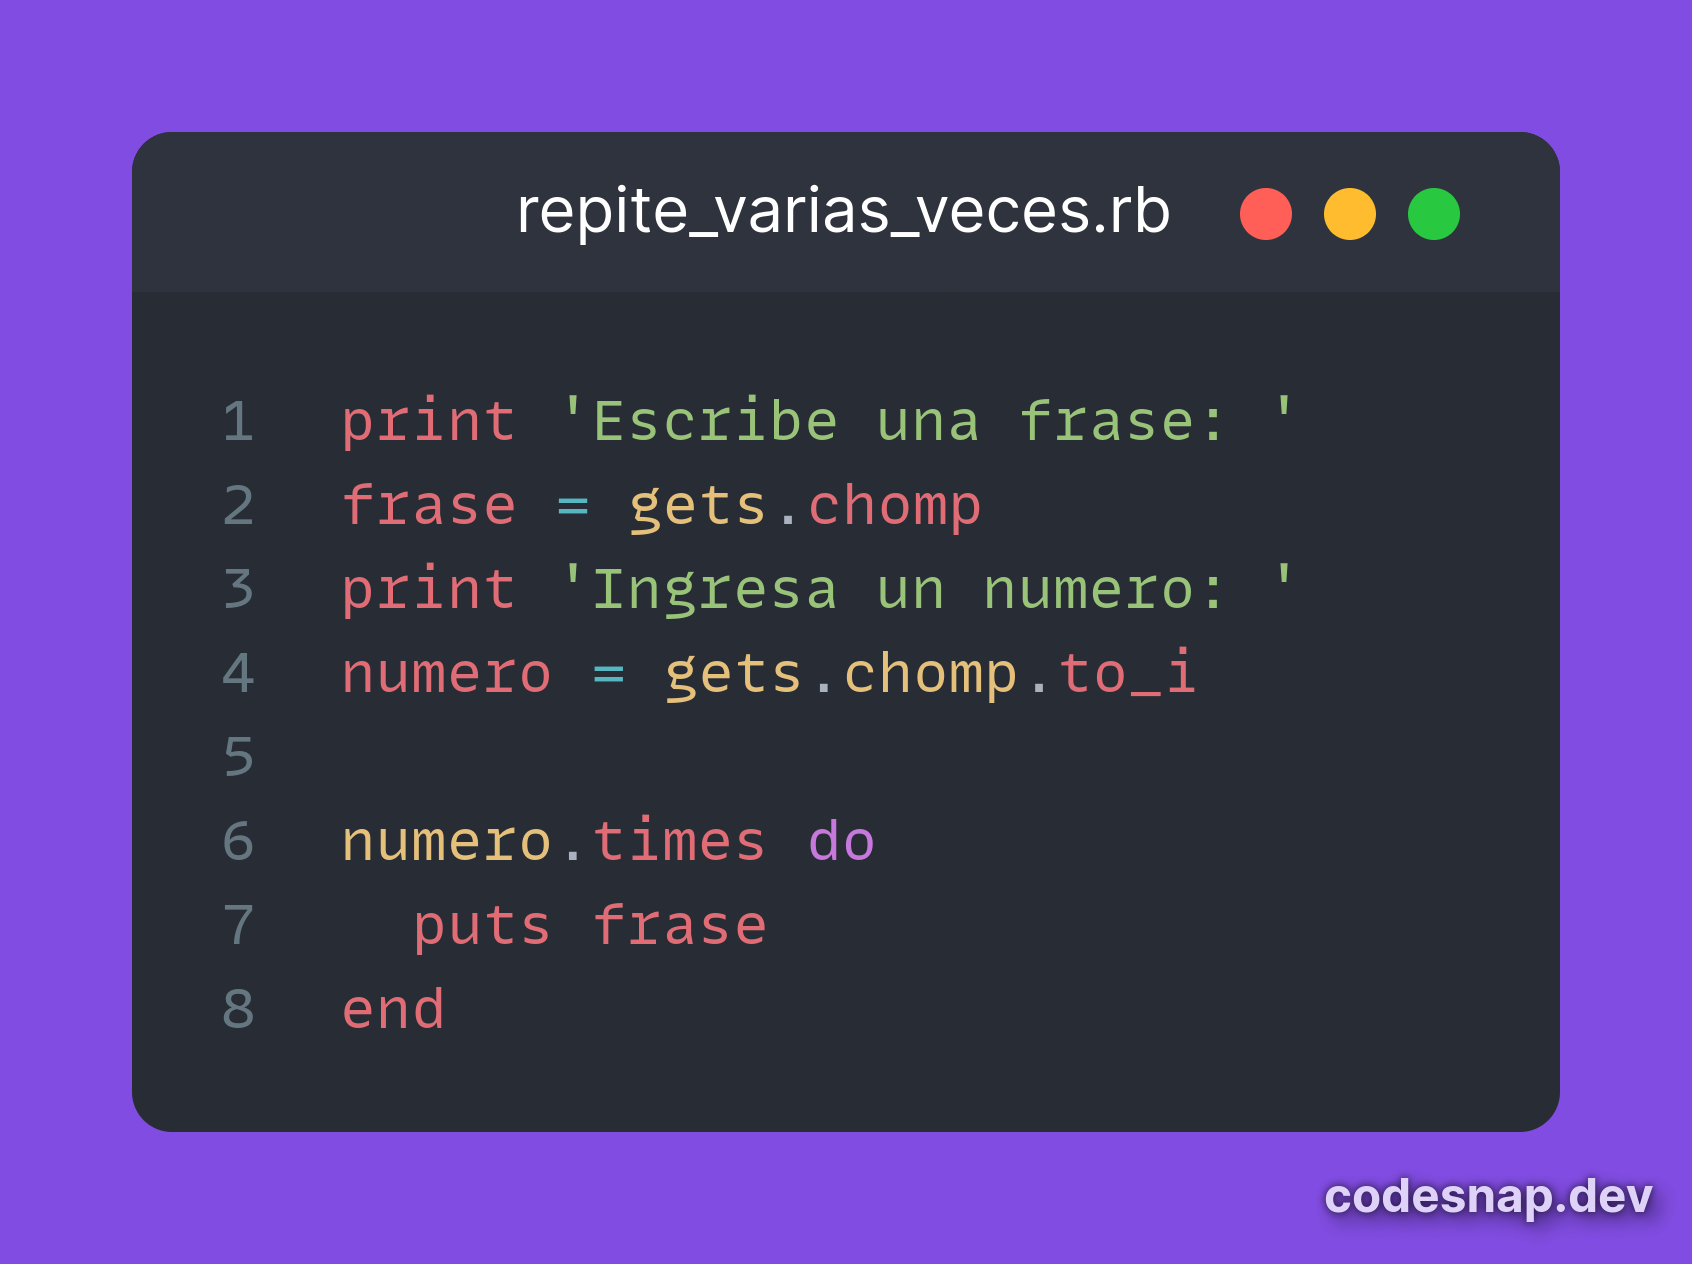 repite_varias_veces.rb
1 print 'Escribe una frase: '
2 frase = gets.chomp
3 print 'Ingresa un numero: '
4 numero = gets.chomp.to_i
5
6 numero.times do
7   puts frase
8 end
codesnap.dev